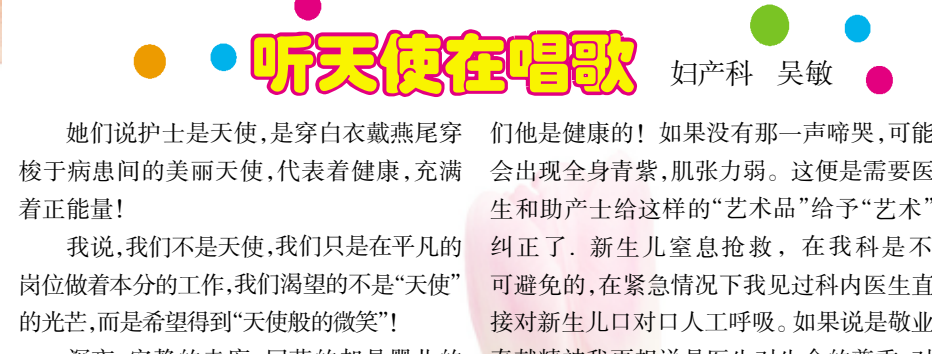 听天使在唱歌
妇产科 吴敏
她们说护士是天使,是穿白衣戴燕尾穿
梭于病患间的美丽天使,代表着健康,充满
着正能量!
我说,我们不是天使,我们只是在平凡的
岗位做着本分的工作,我们渴望的不是“天使”
的光芒,而是希望得到“天使般的微笑”!
们他是健康的! 如果没有那一声啼哭,可能
会出现全身青紫,肌张力弱。这便是需要医
生和助产士给这样的“艺术品”给予“艺术”
纠正了. 新生儿窒息抢救, 在我科是不
可避免的,在紧急情况下我见过科内医生直
接对新生儿口对口人工呼吸。如果说是敬业